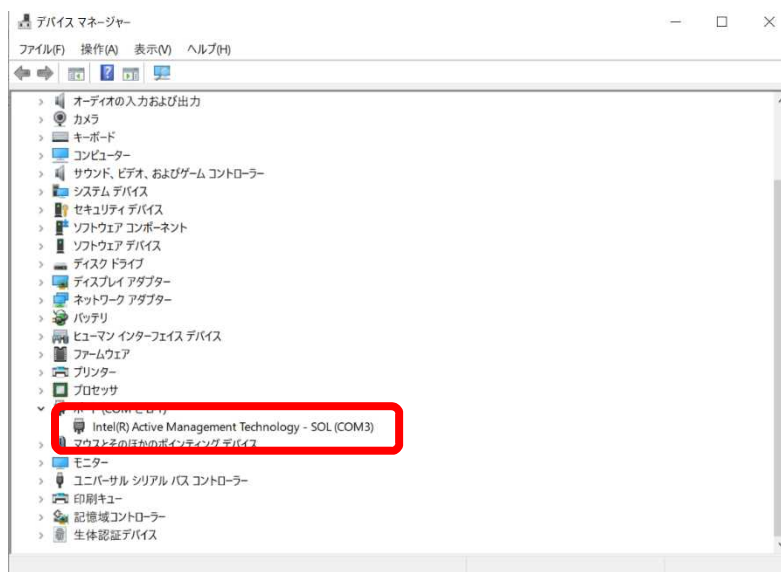 デバイス マネージャー
ファイル(F) 操作(A) 表示(V) ヘルプ(H)
オーディオの入力および出力
カメラ
キーボード
コンピューター
サウンド、ビデオ、およびゲーム コントローラー
システム デバイス
セキュリティ デバイス
ソフトウェア コンポーネント
ソフトウェア デバイス
ディスク ドライブ
ディスプレイ アダプター
ネットワーク アダプター
バッテリ
ヒューマン インターフェイス デバイス
ファームウェア
プリンター
プロセッサ
ポート (COM と LPT)
Intel(R) Active Management Technology - SOL (COM3)
マウスとそのほかのポインティング デバイス
モニター
ユニバーサル シリアル バス コントローラー
印刷キュー
記憶域コントローラー
生体認証デバイス